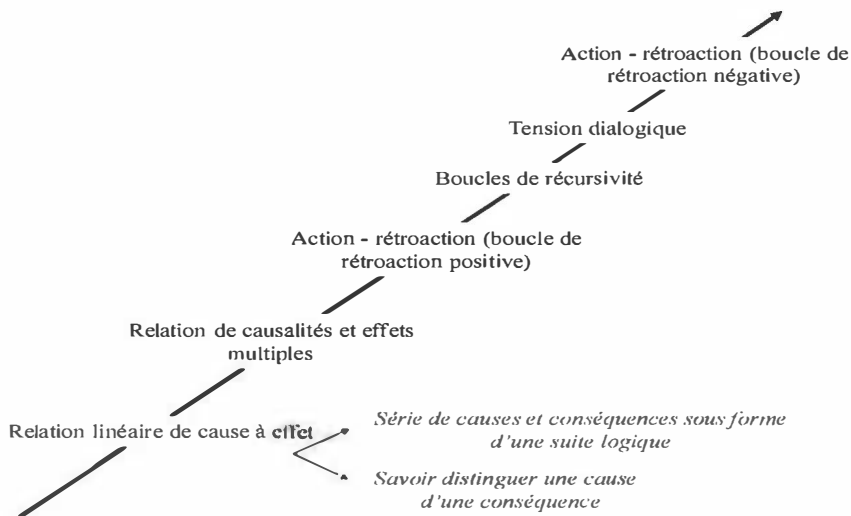 Action - rétroaction (boucle de
rétroaction négative)
Tension dialogique
Boucles de récursivité
Action - rétroaction (boucle de
rétroaction positive)
Relation de causalités et effets
multiples
Relation linéaire de cause à effet
Série de causes et conséquences sous forme
d'une suite logique
Savoir distinguer une cause
d'une conséquence